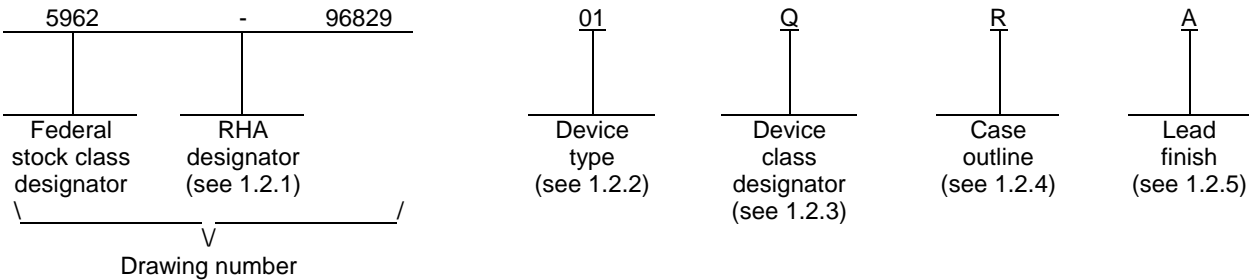 5962 - 96829 01 Q R A
Federal stock class designator
RHA designator (see 1.2.1)
Device type (see 1.2.2)
Device class designator (see 1.2.3)
Case outline (see 1.2.4)
Lead finish (see 1.2.5)
\ /
\/
Drawing number